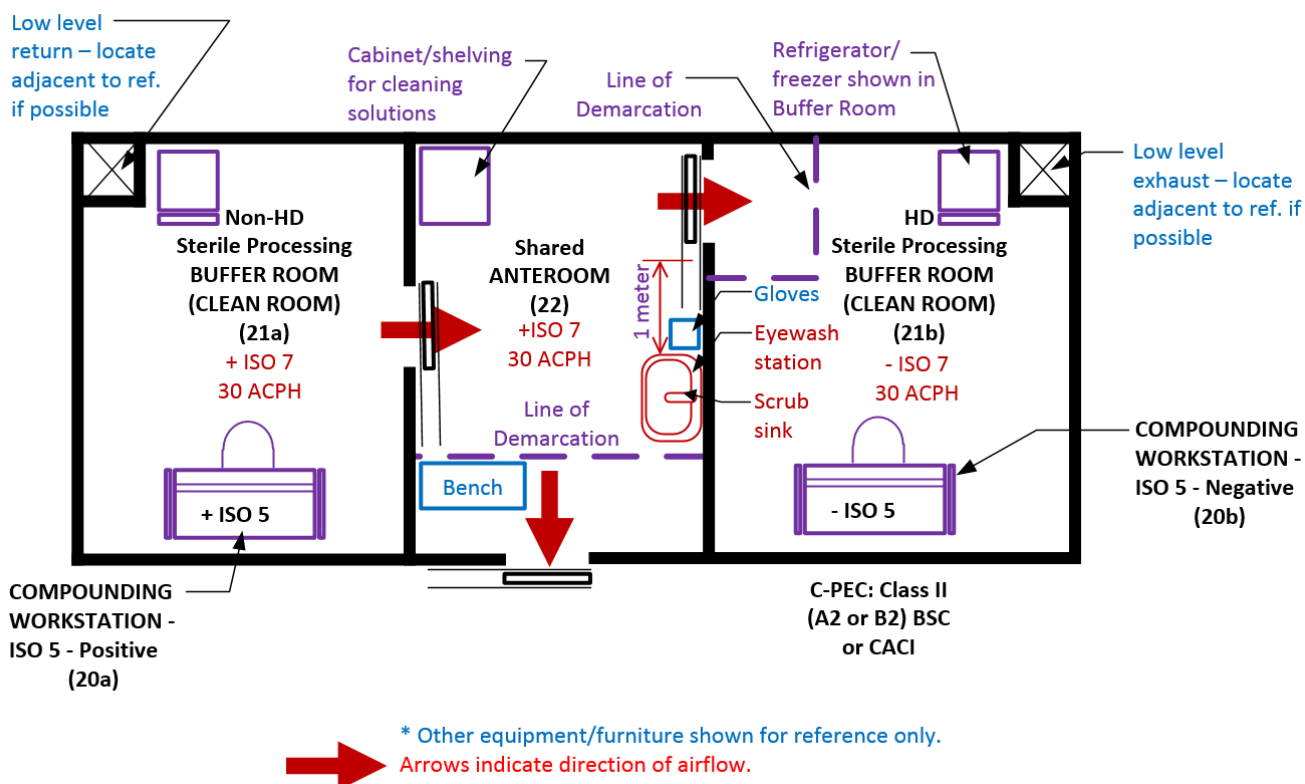 Low level
return – locate
adjacent to ref.
if possible
Cabinet/shelving
for cleaning
solutions
Line of
Demarcation
Refrigerator/
freezer shown in
Buffer Room
Low level
exhaust – locate
adjacent to ref. if
possible
Non-HD
Sterile Processing
BUFFER ROOM
(CLEAN ROOM)
(21a)
+ ISO 7
30 ACPH
Shared
ANTEROOM
(22)
+ISO 7
30 ACPH
1 meter
Gloves
Eyewash
station
Scrub
sink
HD
Sterile Processing
BUFFER ROOM
(CLEAN ROOM)
(21b)
- ISO 7
30 ACPH
Line of
Demarcation
Bench
+ ISO 5
- ISO 5
COMPOUNDING
WORKSTATION -
ISO 5 - Negative
(20b)
COMPOUNDING
WORKSTATION -
ISO 5 - Positive
(20a)
C-PEC: Class II
(A2 or B2) BSC
or CACI
* Other equipment/furniture shown for reference only.
Arrows indicate direction of airflow.